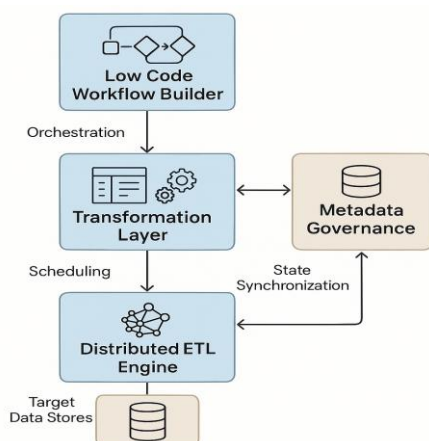 Low Code
Workflow Builder
Orchestration
Transformation
Layer
Metadata
Governance
Scheduling
State
Synchronization
Distributed ETL
Engine
Target
Data Stores